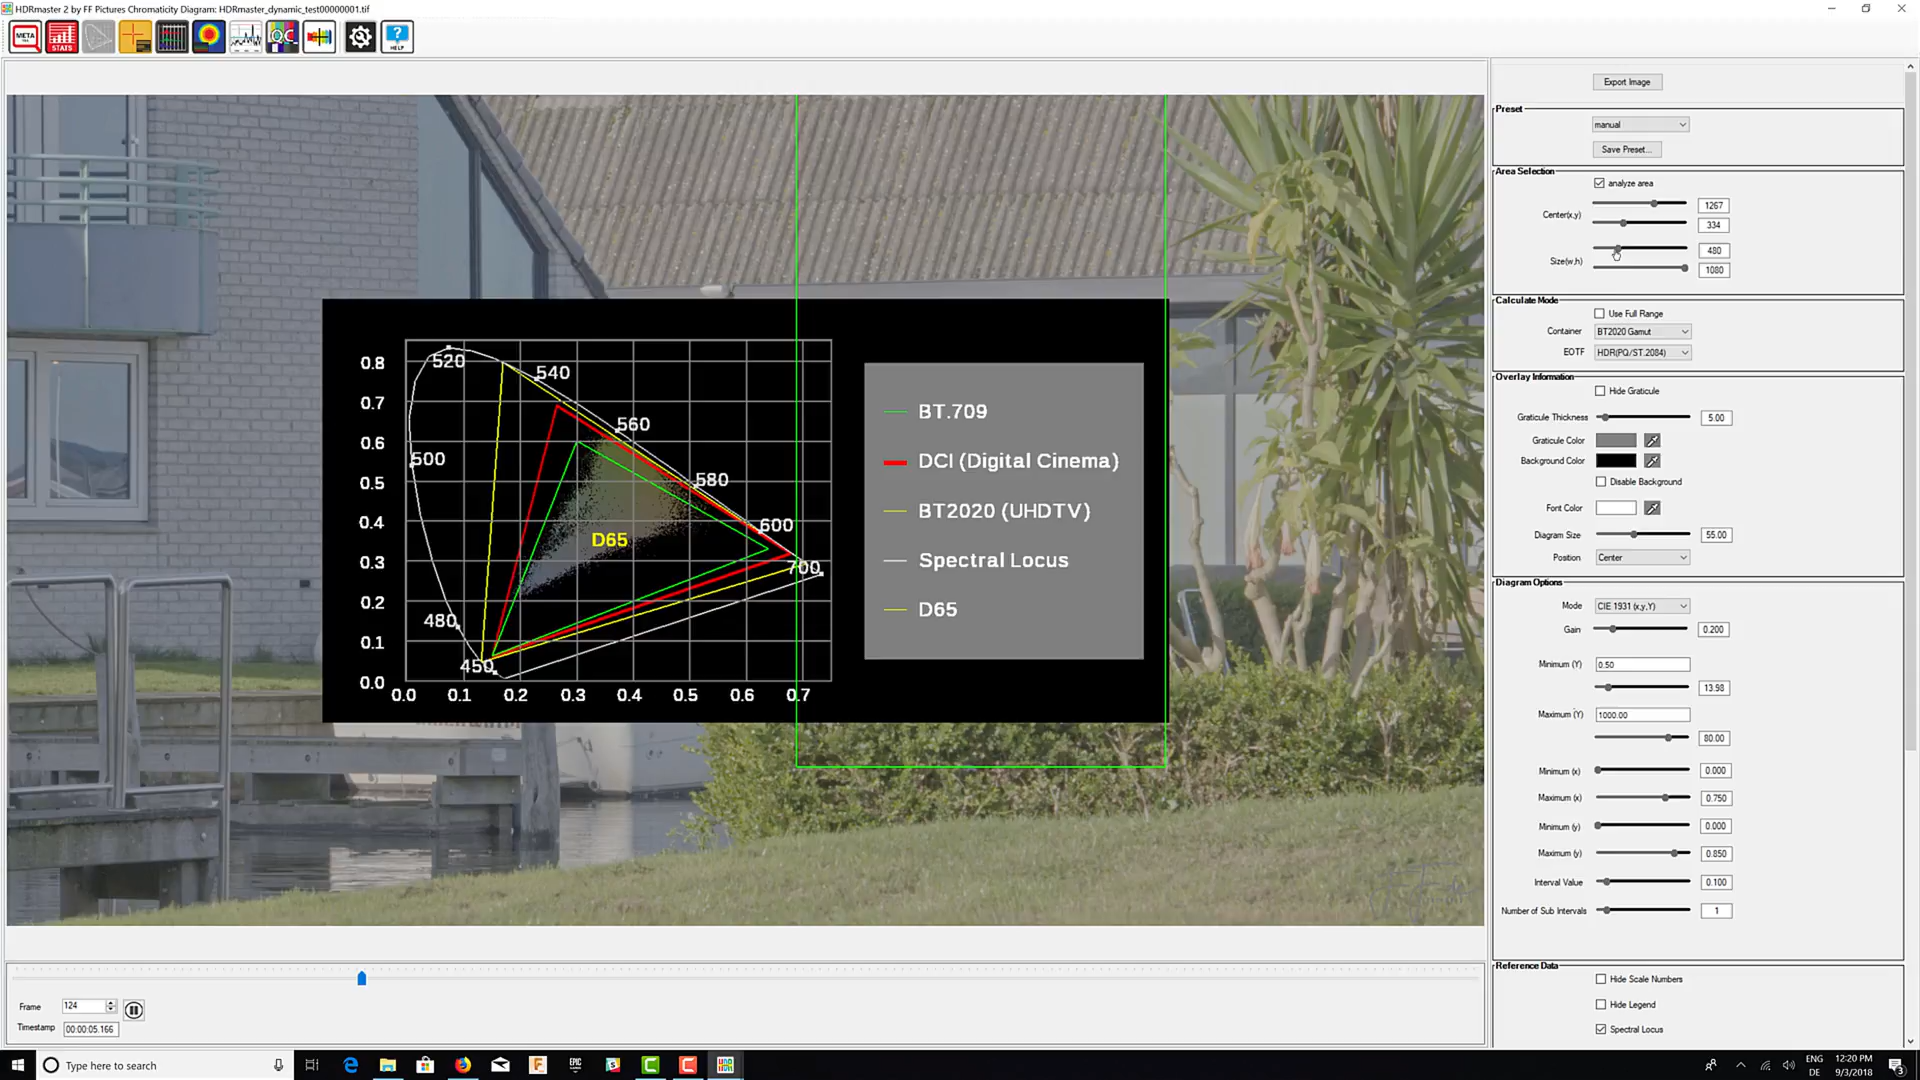 HDRmaster 2 by FF Pictures Chromaticity Diagram: HDRmaster_dynamic_test00000001.tif
META
STATS
QC
HELP
Export Image
Preset
manual
Save Preset...
Area Selection
analyze area
Center(x,y)
1267
334
Size(w,h)
480
1080
Calculate Mode
Use Full Range
Container
BT2020 Gamut
EOTF
HDR(PQ/ST.2084)
Overlay Information
Hide Graticule
Graticule Thickness
5.00
Graticule Color
Background Color
Disable Background
Font Color
Diagram Size
55.00
Position
Center
Diagram Options
Mode
CIE 1931 (x,y,Y)
Gain
0.200
Minimum (Y)
0.50
13.98
Maximum (Y)
1000.00
80.00
Minimum (x)
0.000
Maximum (x)
0.750
Minimum (y)
0.000
Maximum (y)
0.850
Interval Value
0.100
Number of Sub Intervals
1
Reference Data
Hide Scale Numbers
Hide Legend
Spectral Locus
0.8
0.7
0.6
0.5
0.4
0.3
0.2
0.1
0.0
0.0 0.1 0.2 0.3 0.4 0.5 0.6 0.7
520
540
560
500
580
600
D65
700
480
450
BT.709
DCI (Digital Cinema)
BT2020 (UHDTV)
Spectral Locus
D65
Frame
124
Timestamp
00:00:05.166
Type here to search
EPIC
ENG
DE
12:20 PM
9/3/2018
3